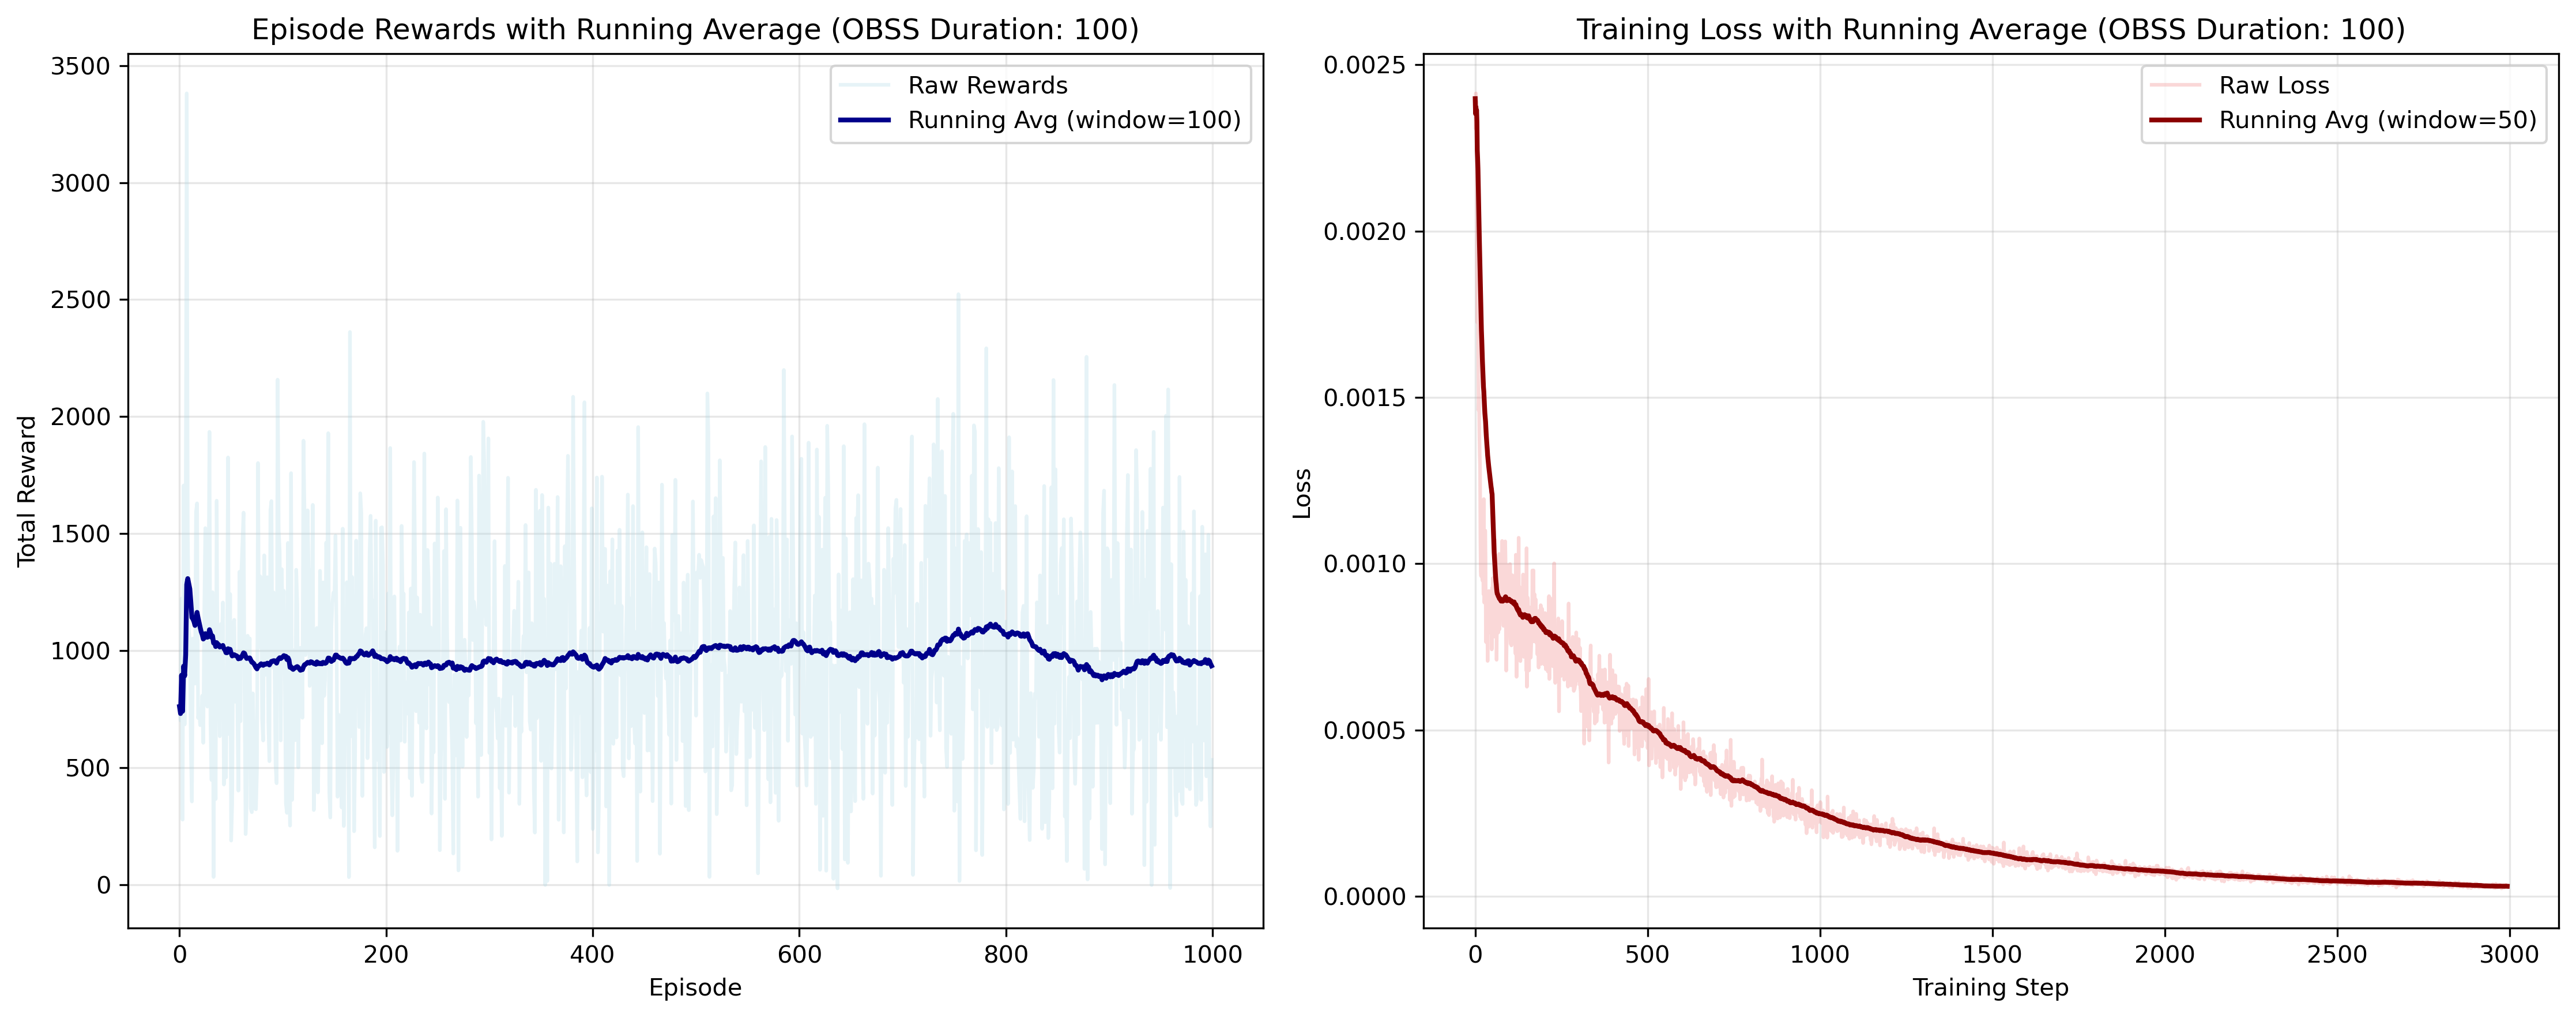 Episode Rewards with Running Average (OBSS Duration: 100)
Total Reward
3500
3000
2500
2000
1500
1000
500
0
Raw Rewards
Running Avg (window=100)
0
200
400
600
800
1000
Episode
Training Loss with Running Average (OBSS Duration: 100)
Loss
0.0025
0.0020
0.0015
0.0010
0.0005
0.0000
Raw Loss
Running Avg (window=50)
0
500
1000
1500
2000
2500
3000
Training Step